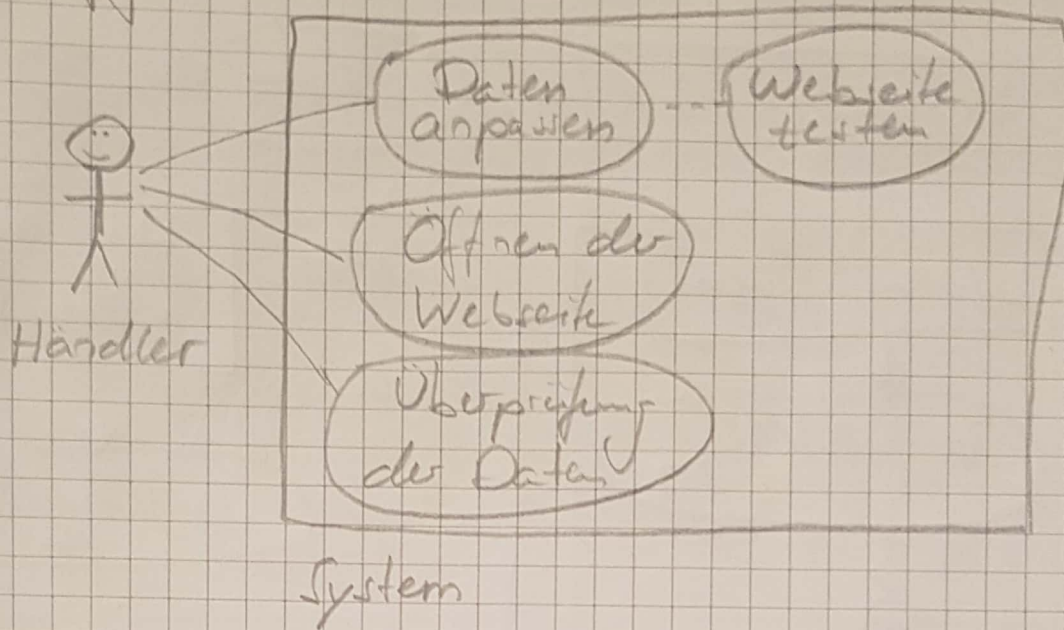 Daten
anpassen
Webseite
testen
Öffnen der
Webseite
Händler
Überprüfung
der Daten
System